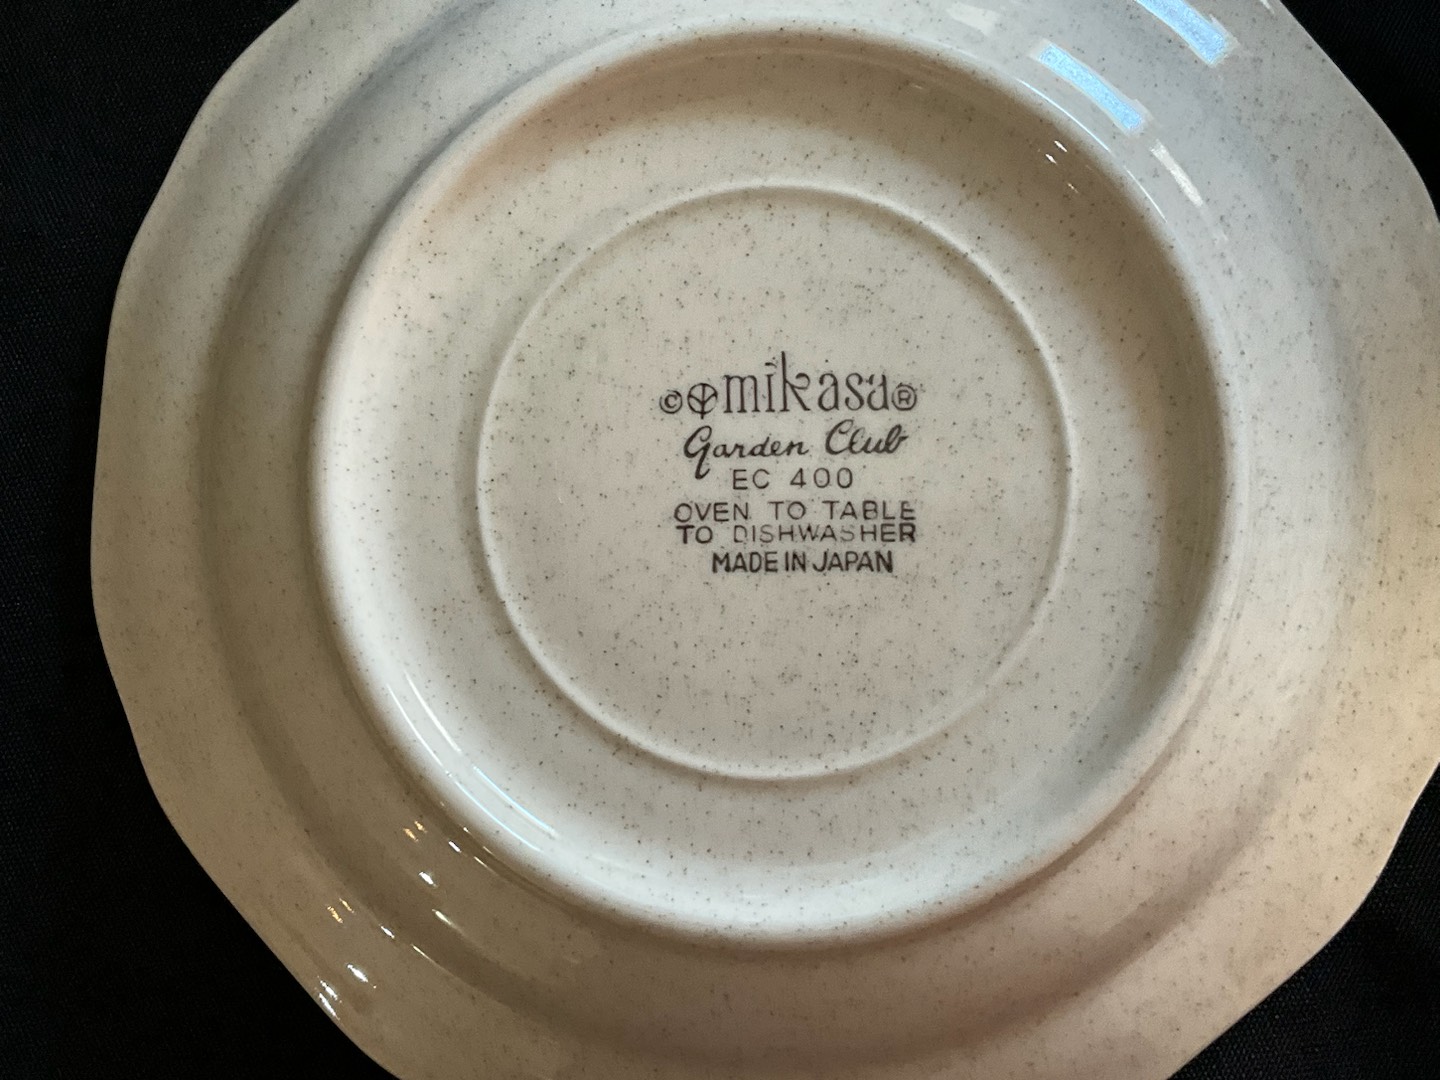 © mikasa ®
Garden Club
EC 400
OVEN TO TABLE
TO DISHWASHER
MADE IN JAPAN